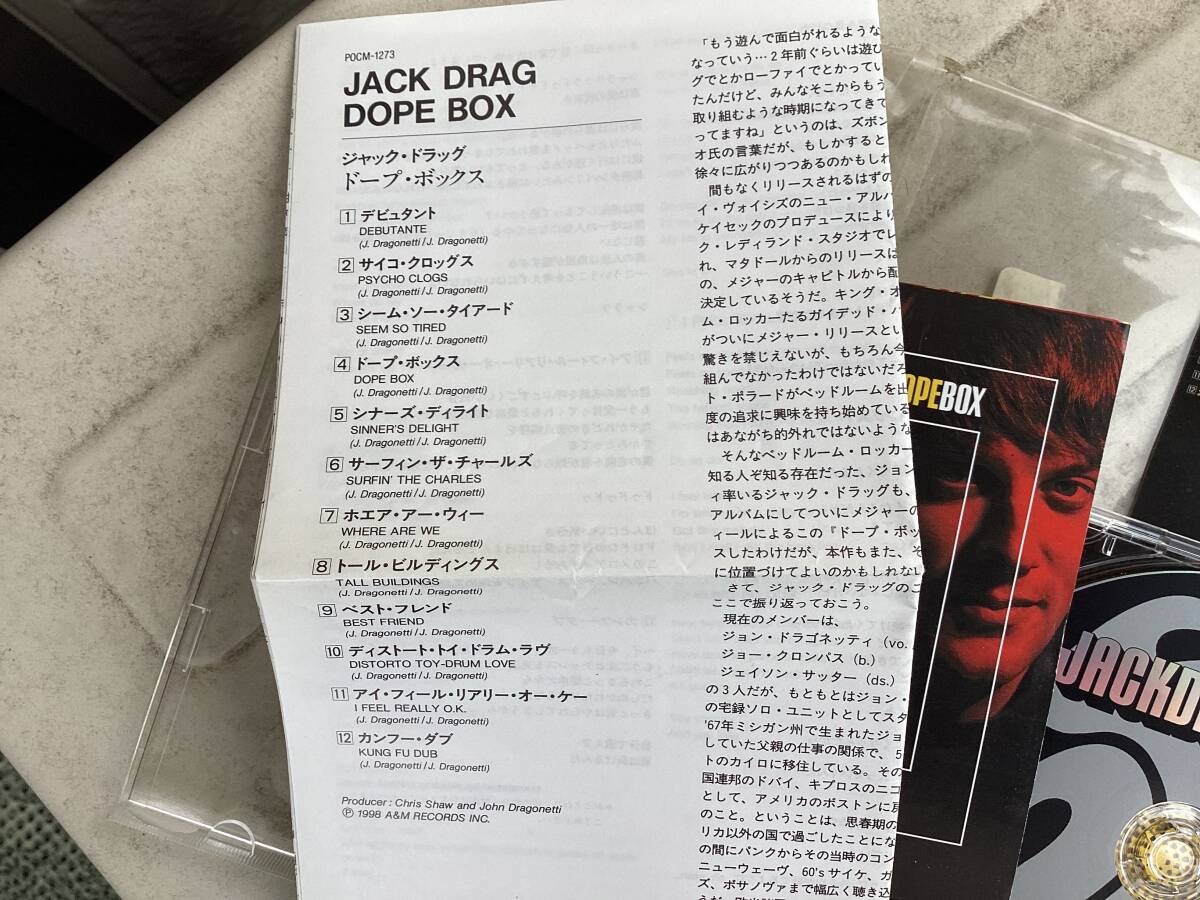 POCM-1273
JACK DRAG
DOPE BOX
ジャック・ドラッグ
ドープ・ボックス
1 デビュタント
DEBUTANTE
(J. Dragonetti/J. Dragonetti)
2 サイコ・クロッグス
PSYCHO CLOGS
(J. Dragonetti/J. Dragonetti)
3 シーム・ソー・タイアード
SEEM SO TIRED
(J. Dragonetti/J. Dragonetti)
4 ドープ・ボックス
DOPE BOX
(J. Dragonetti/J. Dragonetti)
5 シナーズ・ディライト
SINNER'S DELIGHT
(J. Dragonetti/J. Dragonetti)
6 サーフィン・ザ・チャールズ
SURFIN' THE CHARLES
(J. Dragonetti/J. Dragonetti)
7 ホエア・アー・ウィー
WHERE ARE WE
(J. Dragonetti/J. Dragonetti)
8 トール・ビルディングス
TALL BUILDINGS
(J. Dragonetti/J. Dragonetti)
9 ベスト・フレンド
BEST FRIEND
(J. Dragonetti/J. Dragonetti)
10 ディストート・トイ・ドラム・ラヴ
DISTORTO TOY-DRUM LOVE
(J. Dragonetti/J. Dragonetti)
11 アイ・フィール・リアリー・オー・ケー
I FEEL REALLY O.K.
(J. Dragonetti/J. Dragonetti)
12 カンフー・ダブ
KUNG FU DUB
(J. Dragonetti/J. Dragonetti)
Producer : Chris Shaw and John Dragonetti
Ⓟ 1998 A&M RECORDS INC.
「もう遊んで面白がれるような
なっていう…2年前ぐらいは遊び
グでとかローファイでとかってい
たんだけど、みんなそこからもう
取り組むような時期になってきて
ってますね」というのは、ズボン
オ氏の言葉だが、もしかすると
徐々に広がりつつあるのかもしれ
間もなくリリースされるはずの
イ・ヴォイシズのニュー・アルバ
ケイセックのプロデュースにより
ク・レディランド・スタジオでレ
れ、マタドールからのリリースは
の、メジャーのキャピトルから配
決定しているそうだ。キング・オ
ム・ロッカーたるガイデッド・バ
がついにメジャー・リリースとい
驚きを禁じえないが、もちろん今
組んでなかったわけではないだろ
ト・ポラードがベッドルームを出
度の追求に興味を持ち始めている
はあながち的外れではないような
そんなベッドルーム・ロッカー
知る人ぞ知る存在だった、ジョン
ィ率いるジャック・ドラッグも、
アルバムにしてついにメジャーの
ィールによるこの『ドープ・ボッ
スしたわけだが、本作もまた、そ
に位置づけてよいのかもしれない
さて、ジャック・ドラッグのこ
ここで振り返っておこう。
現在のメンバーは、
ジョン・ドラゴネッティ (vo.
ジョー・クロンパス (b.)
ジェイソン・サッター (ds.)
の3人だが、もともとはジョン・
の宅録ソロ・ユニットとしてスタ
'67年ミシガン州で生まれたジョ
していた父親の仕事の関係で、5
トのカイロに移住している。その
国連邦のドバイ、キプロスのニコ
として、アメリカのボストンに戻
のこと。ということは、思春期の
リカ以外の国で過ごしたことにな
の間にパンクからその当時のコン
ニューウェーヴ、60'sサイケ、ガ
ズ、ボサノヴァまで幅広く聴き込
OPEBOX
JACKD